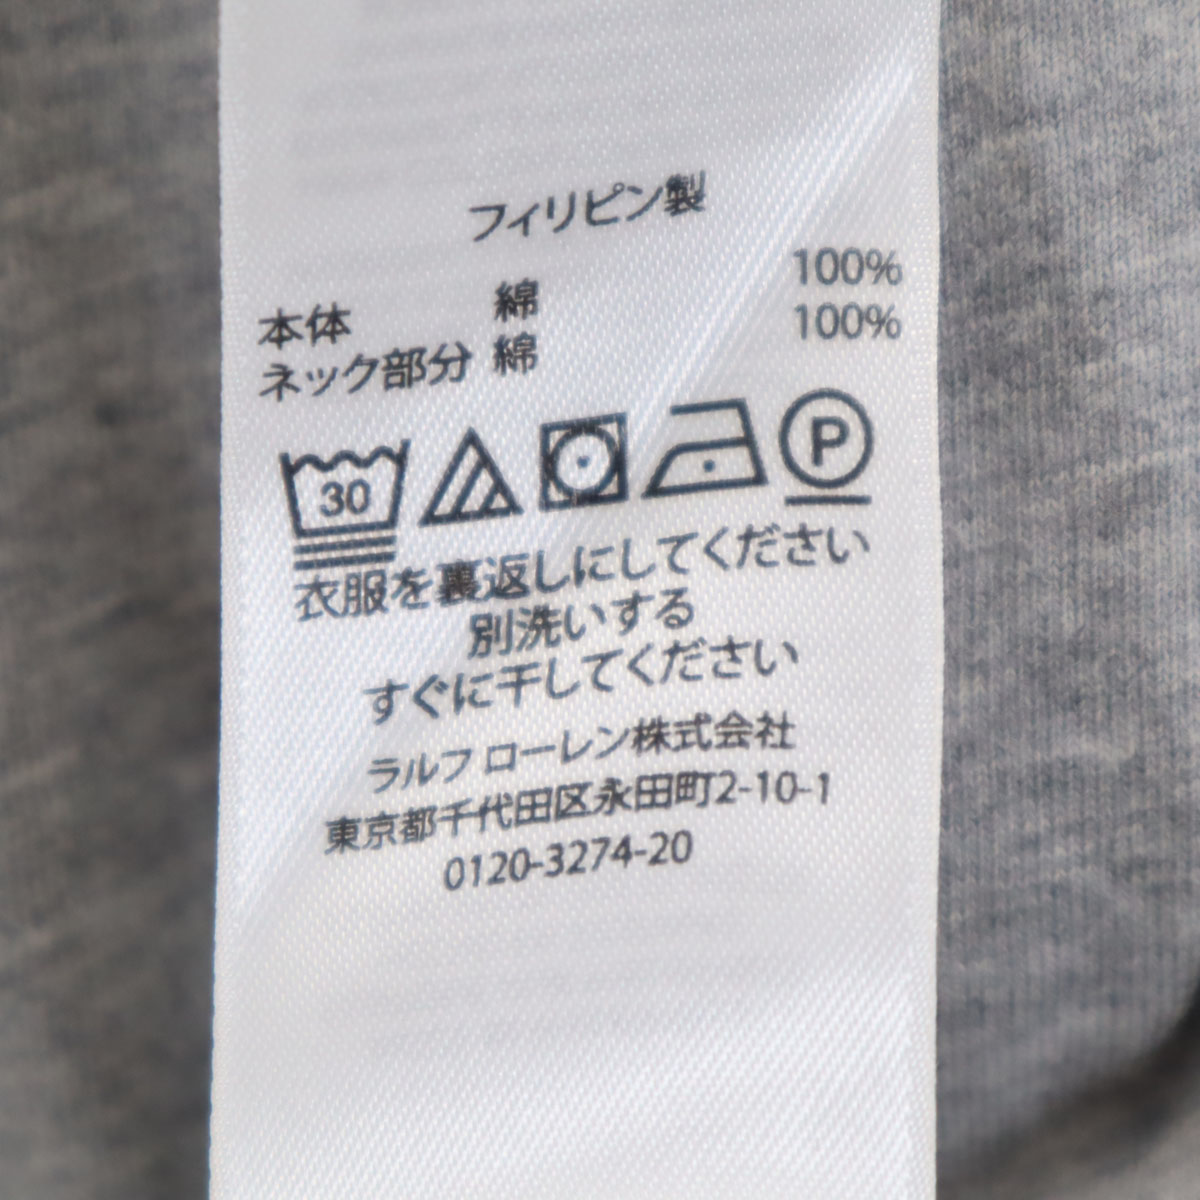 フィリピン製
本体 綿 100%
ネック部分 綿 100%
30 P
衣服を裏返しにしてください
別洗いする
すぐに干してください
ラルフ ローレン株式会社
東京都千代田区永田町2-10-1
0120-3274-20